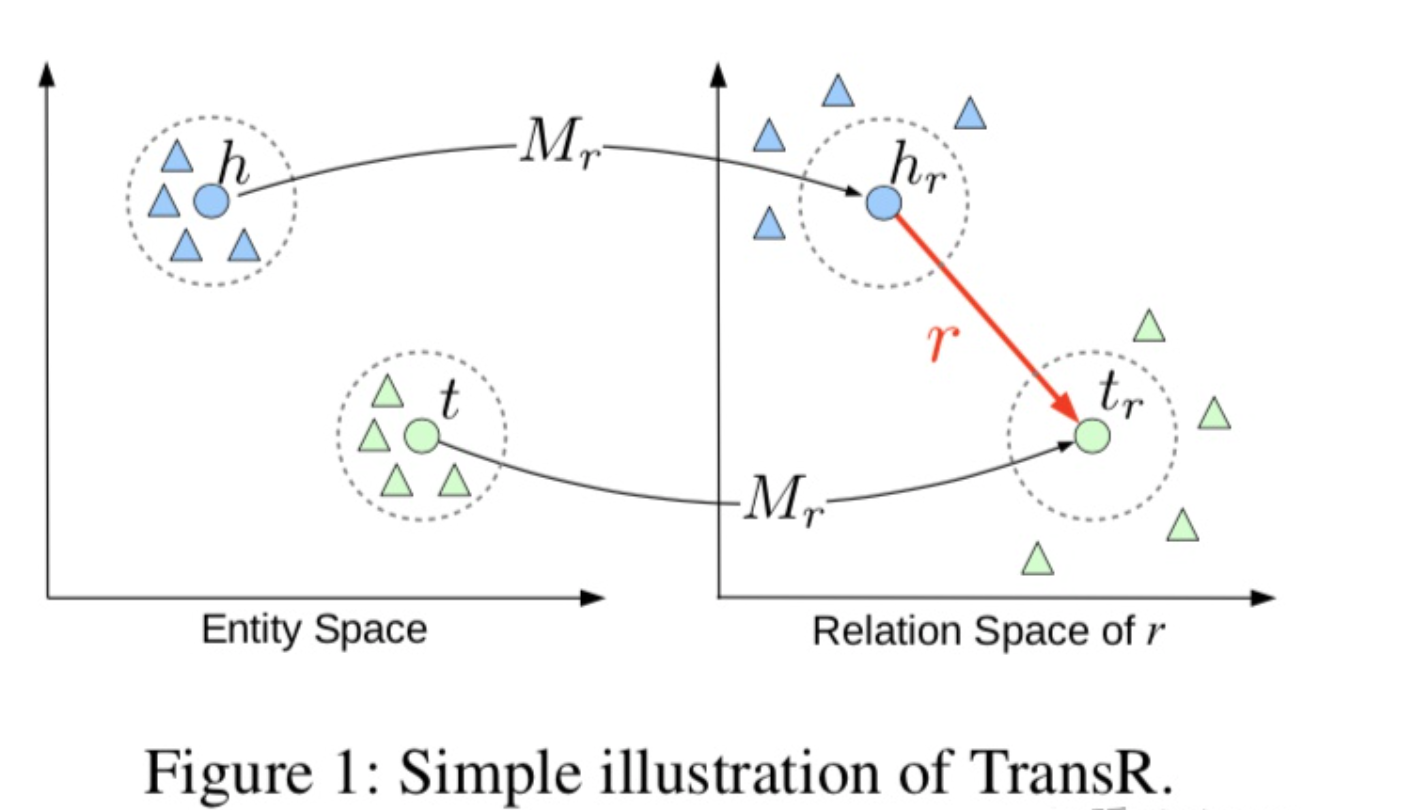 h
M_r
h_r
r
t
t_r
M_r
Entity Space
Relation Space of r
Figure 1: Simple illustration of TransR.